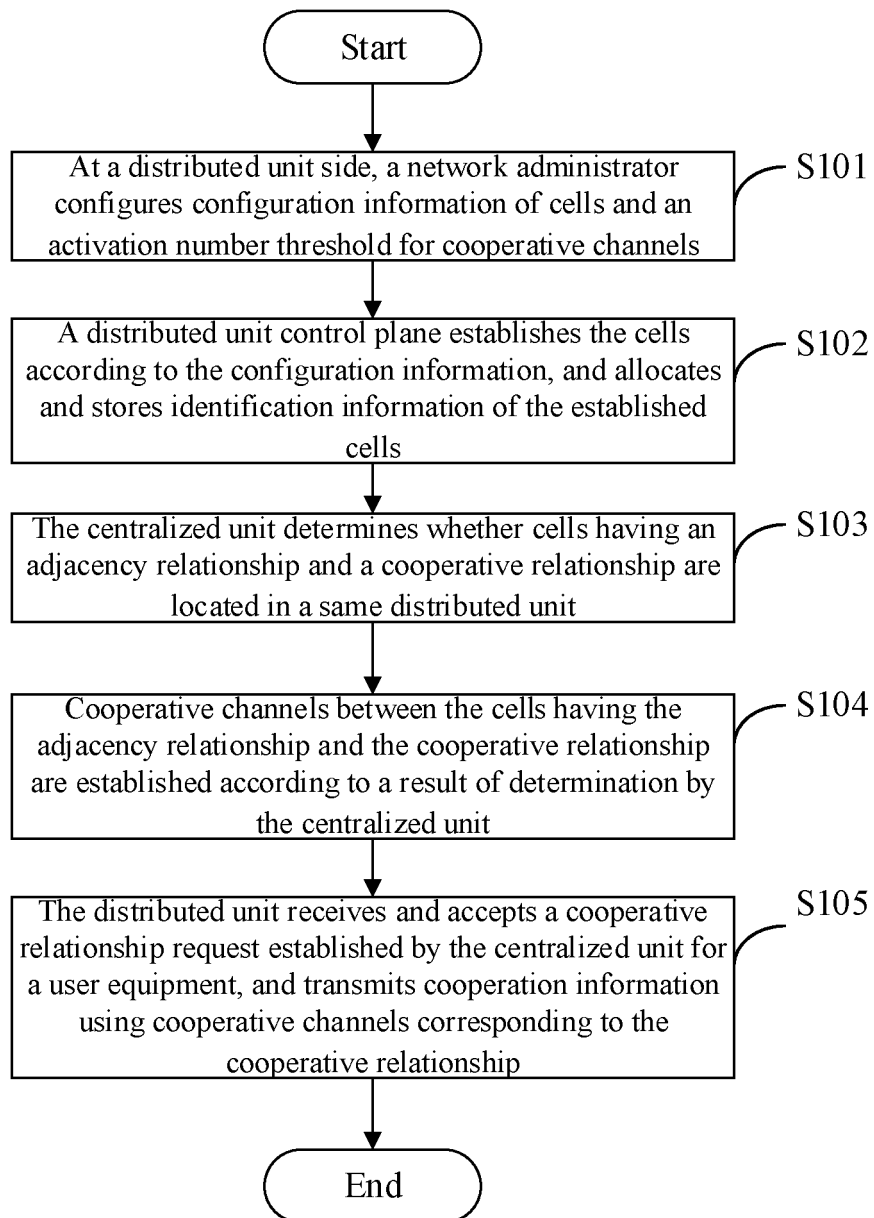 Start
At a distributed unit side, a network administrator
configures configuration information of cells and an
activation number threshold for cooperative channels
S101
A distributed unit control plane establishes the cells
according to the configuration information, and allocates
and stores identification information of the established
cells
S102
The centralized unit determines whether cells having an
adjacency relationship and a cooperative relationship are
located in a same distributed unit
S103
Cooperative channels between the cells having the
adjacency relationship and the cooperative relationship
are established according to a result of determination by
the centralized unit
S104
The distributed unit receives and accepts a cooperative
relationship request established by the centralized unit for
a user equipment, and transmits cooperation information
using cooperative channels corresponding to the
cooperative relationship
S105
End